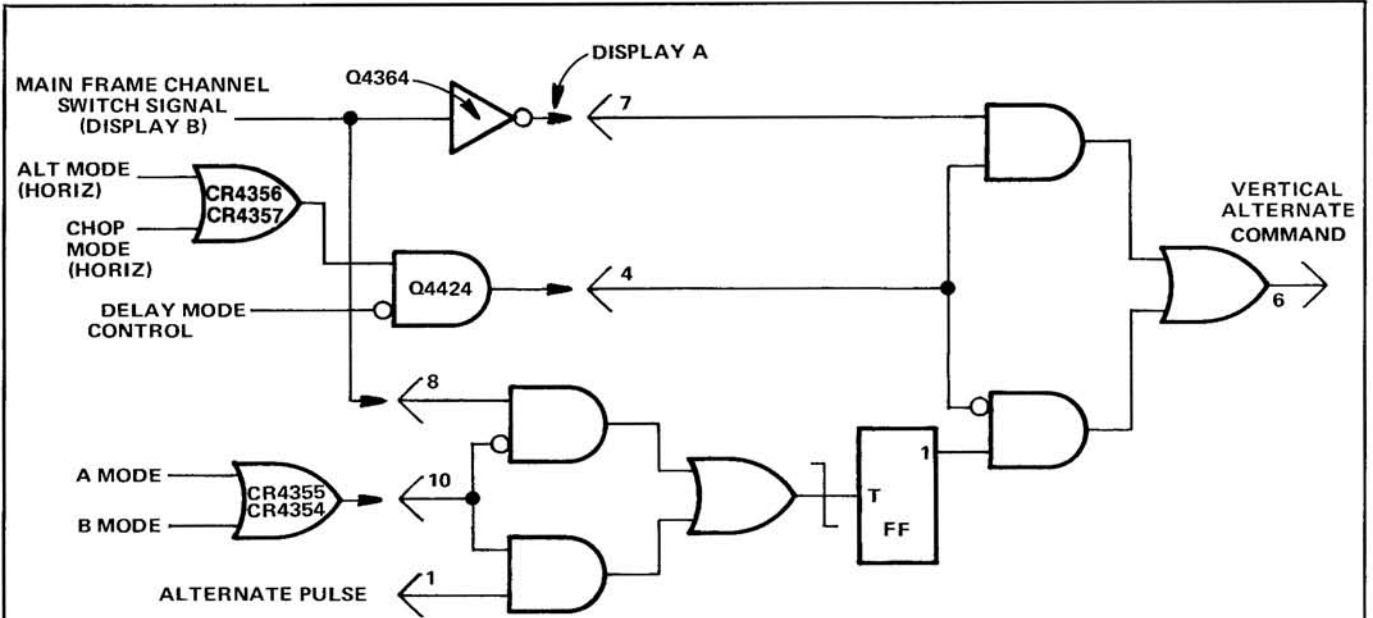 DISPLAY A
Q4364
MAIN FRAME CHANNEL
SWITCH SIGNAL
(DISPLAY B)
7
ALT MODE
(HORIZ)
CR4356
CR4357
CHOP
MODE
(HORIZ)
VERTICAL
ALTERNATE
COMMAND
4
Q4424
6
DELAY MODE
CONTROL
8
1
A MODE
10
CR4355
CR4354
T
B MODE
FF
1
ALTERNATE PULSE